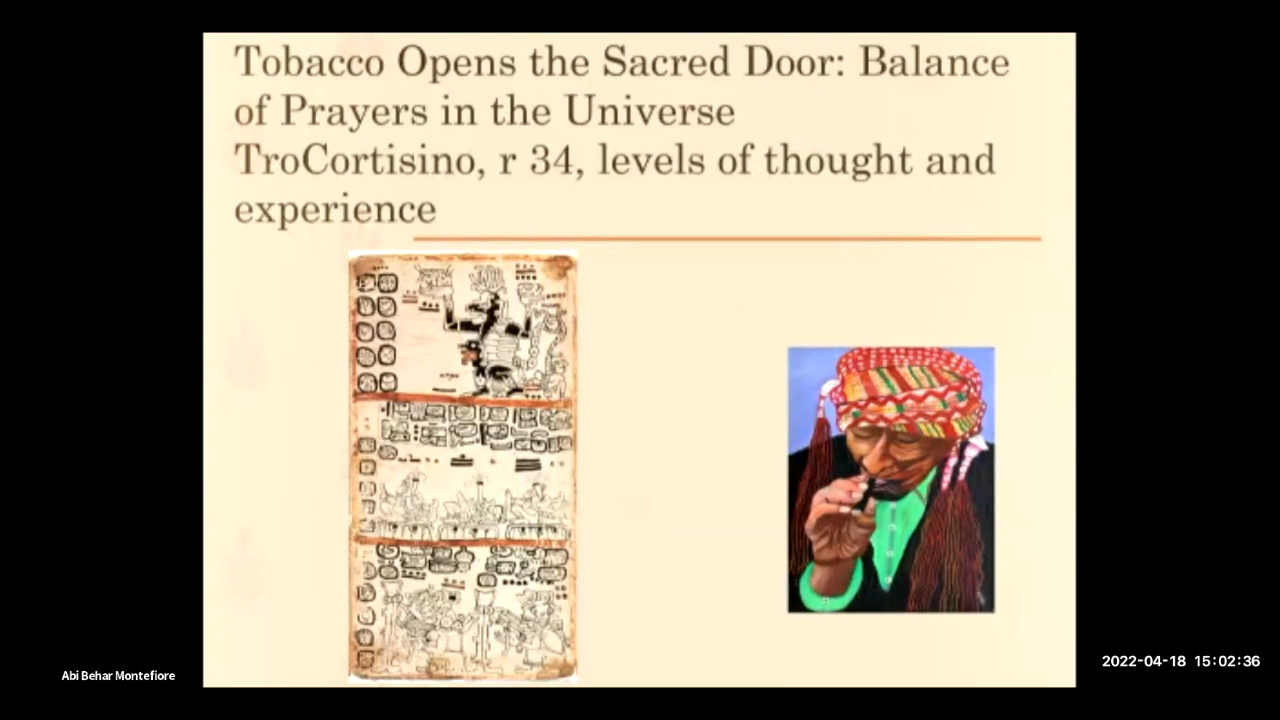 Tobacco Opens the Sacred Door: Balance
of Prayers in the Universe
TroCortisino, r 34, levels of thought and
experience
Abi Behar Montefiore
2022-04-18 15:02:36